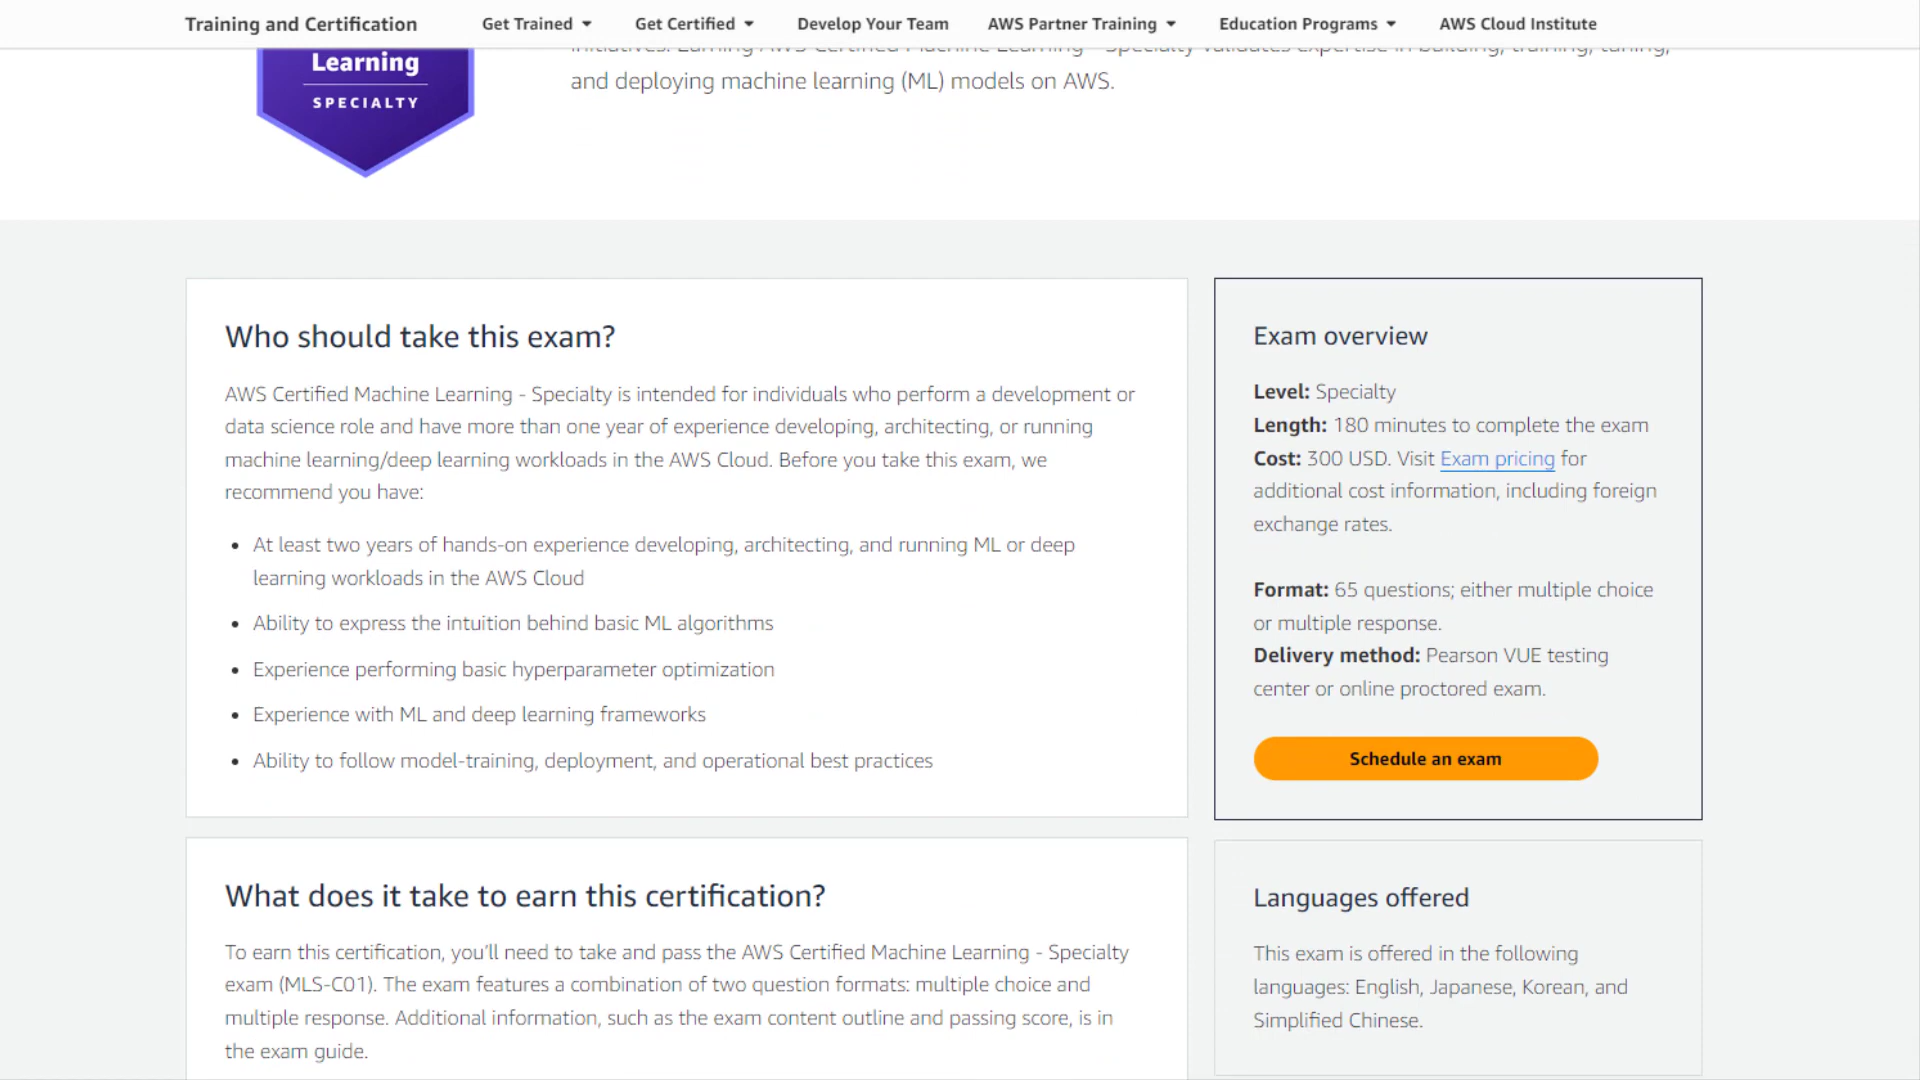 Training and Certification Get Trained Get Certified Develop Your Team AWS Partner Training Education Programs AWS Cloud Institute
Learning
SPECIALTY
initiatives. Earning AWS Certified Machine Learning - Specialty validates expertise in building, training, tuning,
and deploying machine learning (ML) models on AWS.
Who should take this exam?
AWS Certified Machine Learning - Specialty is intended for individuals who perform a development or
data science role and have more than one year of experience developing, architecting, or running
machine learning/deep learning workloads in the AWS Cloud. Before you take this exam, we
recommend you have:
• At least two years of hands-on experience developing, architecting, and running ML or deep
learning workloads in the AWS Cloud
• Ability to express the intuition behind basic ML algorithms
• Experience performing basic hyperparameter optimization
• Experience with ML and deep learning frameworks
• Ability to follow model-training, deployment, and operational best practices
Exam overview
Level: Specialty
Length: 180 minutes to complete the exam
Cost: 300 USD. Visit Exam pricing for
additional cost information, including foreign
exchange rates.
Format: 65 questions; either multiple choice
or multiple response.
Delivery method: Pearson VUE testing
center or online proctored exam.
Schedule an exam
What does it take to earn this certification?
To earn this certification, you'll need to take and pass the AWS Certified Machine Learning - Specialty
exam (MLS-C01). The exam features a combination of two question formats: multiple choice and
multiple response. Additional information, such as the exam content outline and passing score, is in
the exam guide.
Languages offered
This exam is offered in the following
languages: English, Japanese, Korean, and
Simplified Chinese.